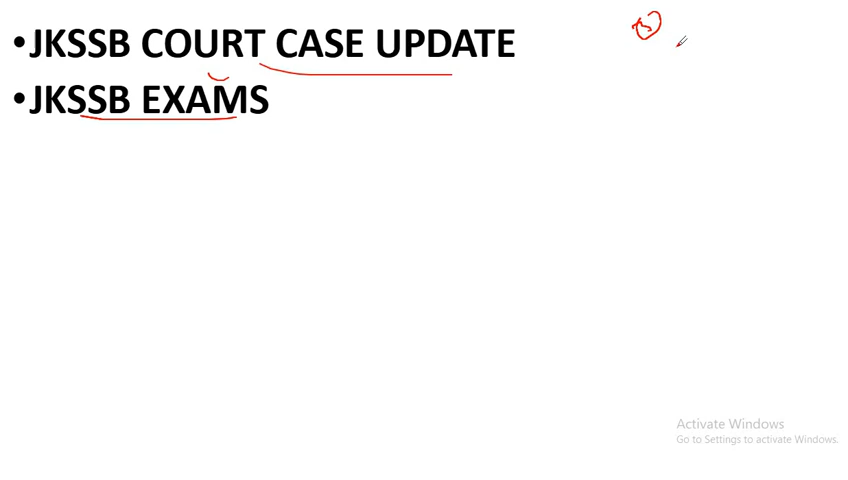 •JKSSB COURT CASE UPDATE
•JKSSB EXAMS
Activate Windows
Go to Settings to activate Windows.